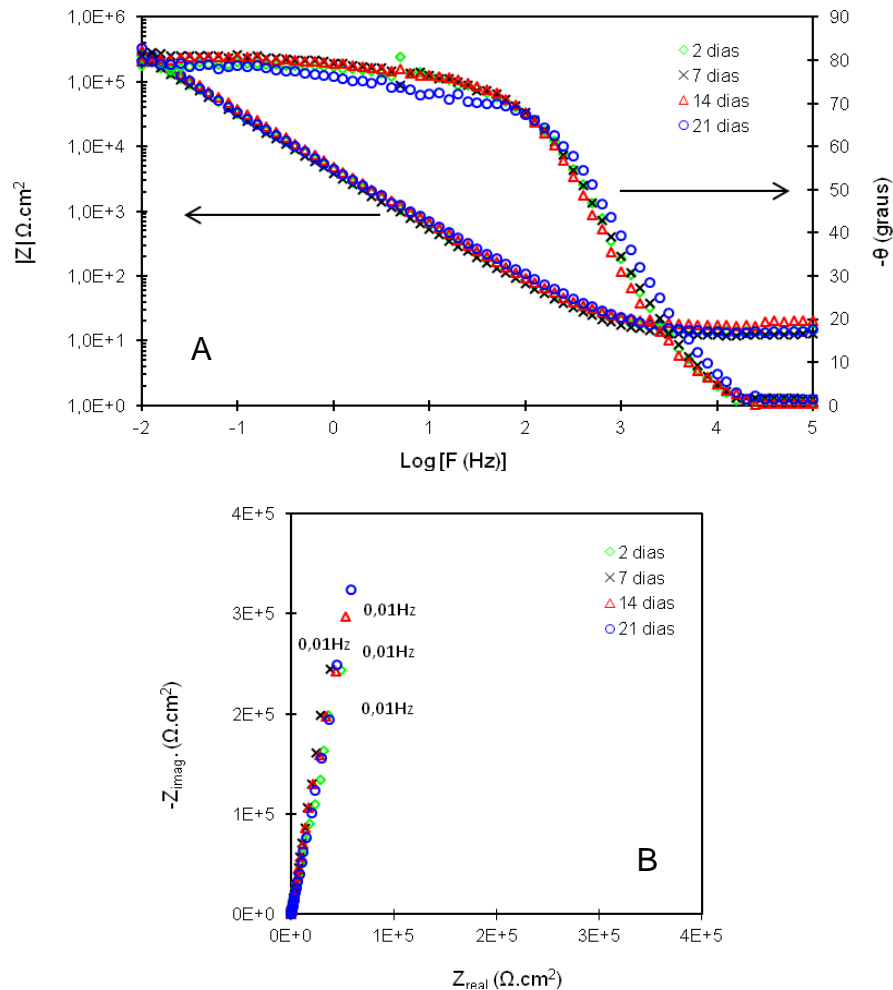 1,0E+6
1,0E+5
1,0E+4
1,0E+3
1,0E+2
1,0E+1
1,0E+0
|Z| Ω.cm2
90
80
70
60
50
40
30
20
10
0
-θ (graus)
2 dias
7 dias
14 dias
21 dias
A
-2
-1
0
1
2
3
4
5
Log [F (Hz)]
4E+5
3E+5
2E+5
1E+5
0E+0
-Zimag. (Ω.cm2)
2 dias
7 dias
14 dias
21 dias
0,01Hz
0,01Hz
0,01Hz
0,01Hz
B
0E+0
1E+5
2E+5
3E+5
4E+5
Zreal (Ω.cm2)